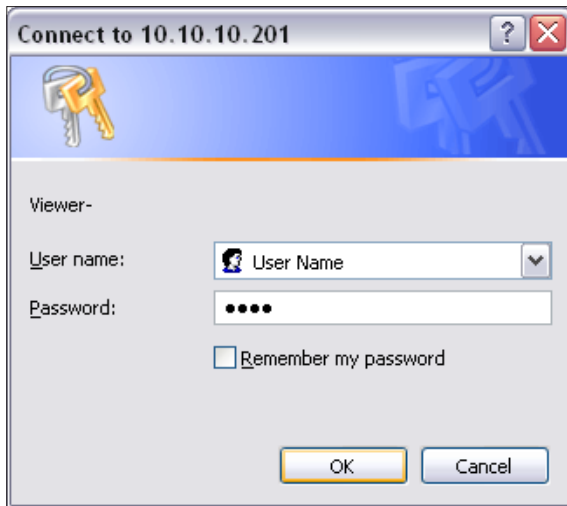 Connect to 10.10.10.201
Viewer-
User name: User Name
Password: ••••
Remember my password
OK Cancel